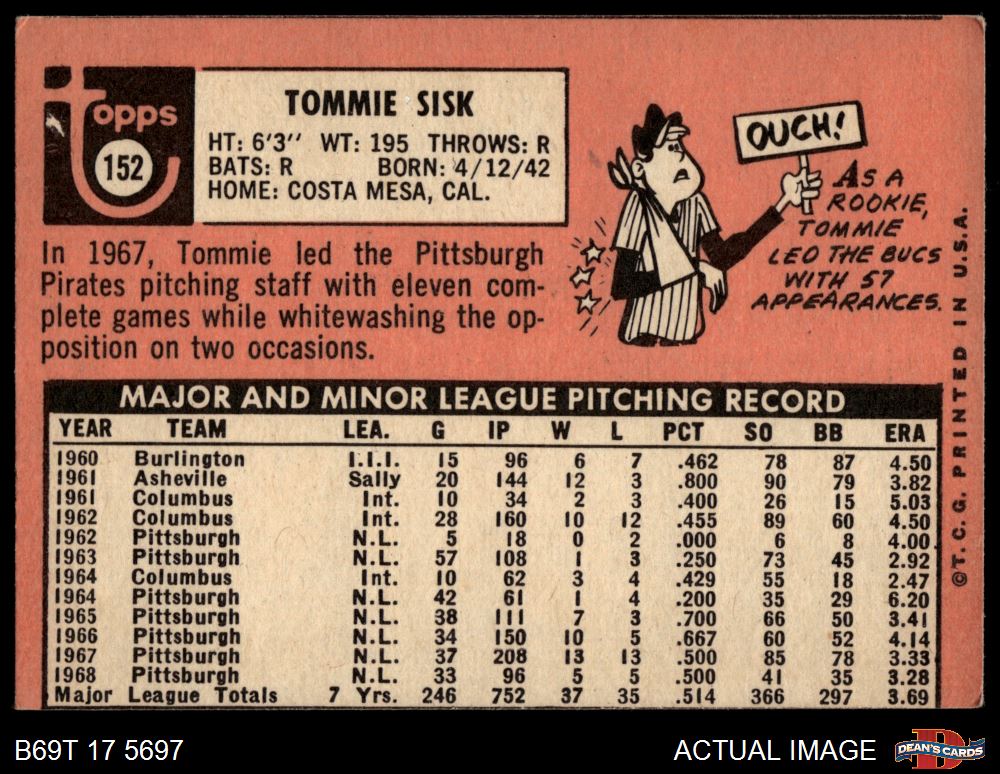 Topps
152
TOMMIE SISK
HT: 6'3" WT: 195 THROWS: R
BATS: R BORN: 4/12/42
HOME: COSTA MESA, CAL.
OUCH!
AS A
ROOKIE,
TOMMIE
LED THE BUCS
WITH 57
APPEARANCES.
In 1967, Tommie led the Pittsburgh
Pirates pitching staff with eleven com-
plete games while whitewashing the op-
position on two occasions.
MAJOR AND MINOR LEAGUE PITCHING RECORD
YEAR TEAM LEA. G IP W L PCT SO BB ERA
1960 Burlington I.I.I. 15 96 6 7 .462 78 87 4.50
1961 Asheville Sally 20 144 12 3 .800 90 79 3.82
1961 Columbus Int. 10 34 2 3 .400 26 15 5.03
1962 Columbus Int. 28 160 10 12 .455 89 60 4.50
1962 Pittsburgh N.L. 5 18 0 2 .000 6 8 4.00
1963 Pittsburgh N.L. 57 108 1 3 .250 73 45 2.92
1964 Columbus Int. 10 62 3 4 .429 55 18 2.47
1964 Pittsburgh N.L. 42 61 1 4 .200 35 29 6.20
1965 Pittsburgh N.L. 38 111 7 3 .700 66 50 3.41
1966 Pittsburgh N.L. 34 150 10 5 .667 60 52 4.14
1967 Pittsburgh N.L. 37 208 13 13 .500 85 78 3.33
1968 Pittsburgh N.L. 33 96 5 5 .500 41 35 3.28
Major League Totals 7 Yrs. 246 752 37 35 .514 366 297 3.69
©T. C. G. PRINTED IN U.S.A.
B69T 17 5697
ACTUAL IMAGE
DEAN'S CARDS